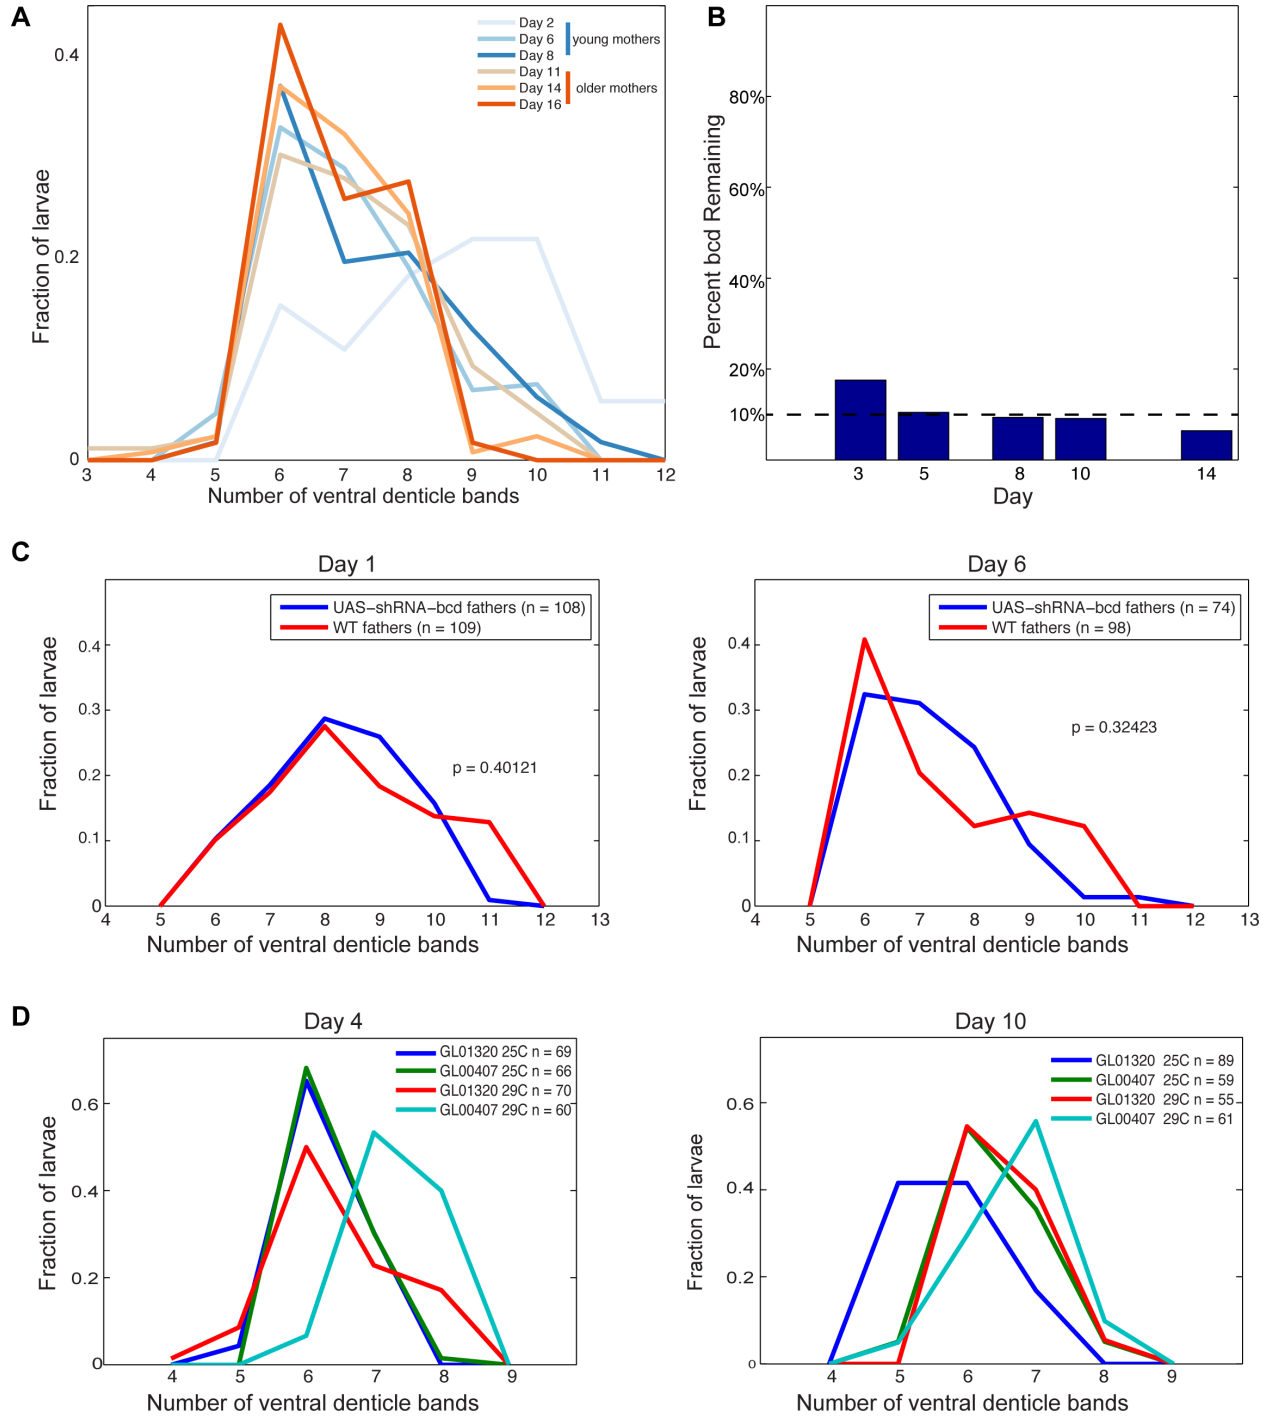 A
Day 2
Day 6
Day 8
young mothers
Day 11
Day 14
Day 16
older mothers
0.4
0.2
0
Fraction of larvae
3 4 5 6 7 8 9 10 11 12
Number of ventral denticle bands
B
80%
60%
40%
20%
10%
Percent bcd Remaining
3 5 8 10 14
Day
C
Day 1
UAS-shRNA-bcd fathers (n = 108)
WT fathers (n = 109)
p = 0.40121
0.4
0.3
0.2
0.1
0
Fraction of larvae
4 5 6 7 8 9 10 11 12 13
Number of ventral denticle bands
Day 6
UAS-shRNA-bcd fathers (n = 74)
WT fathers (n = 98)
p = 0.32423
0.4
0.3
0.2
0.1
0
Fraction of larvae
4 5 6 7 8 9 10 11 12 13
Number of ventral denticle bands
D
Day 4
GL01320 25C n = 69
GL00407 25C n = 66
GL01320 29C n = 70
GL00407 29C n = 60
0.6
0.4
0.2
0
Fraction of larvae
4 5 6 7 8 9
Number of ventral denticle bands
Day 10
GL01320 25C n = 89
GL00407 25C n = 59
GL01320 29C n = 55
GL00407 29C n = 61
0.6
0.4
0.2
0
Fraction of larvae
4 5 6 7 8 9
Number of ventral denticle bands